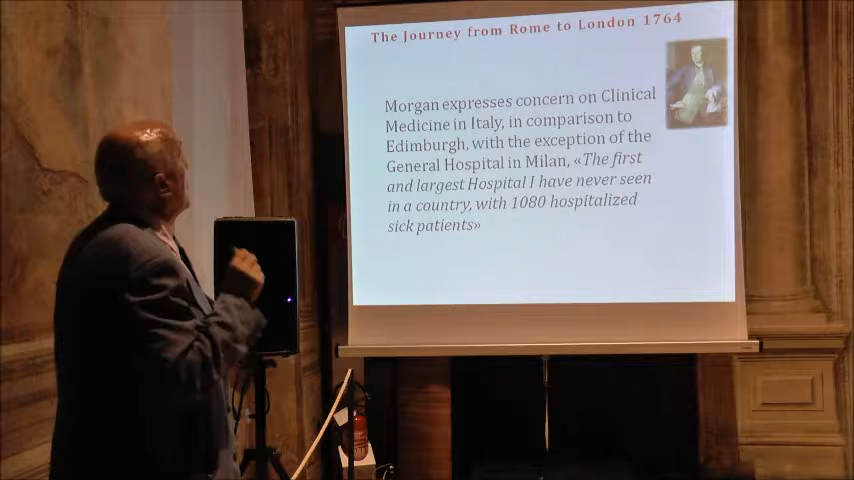 The Journey from Rome to London 1764
Morgan expresses concern on Clinical
Medicine in Italy, in comparison to
Edimburgh, with the exception of the
General Hospital in Milan, «The first
and largest Hospital I have never seen
in a country, with 1080 hospitalized
sick patients»